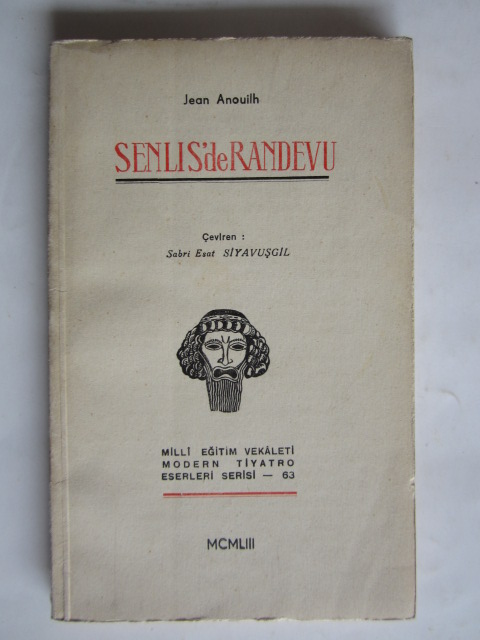 Jean Anouilh
SENLIS'de RANDEVU
Çeviren :
Sabri Esat SİYAVUŞGİL
MİLLÎ EĞİTİM VEKÂLETİ
MODERN TİYATRO
ESERLERİ SERİSİ — 63
MCMLIII